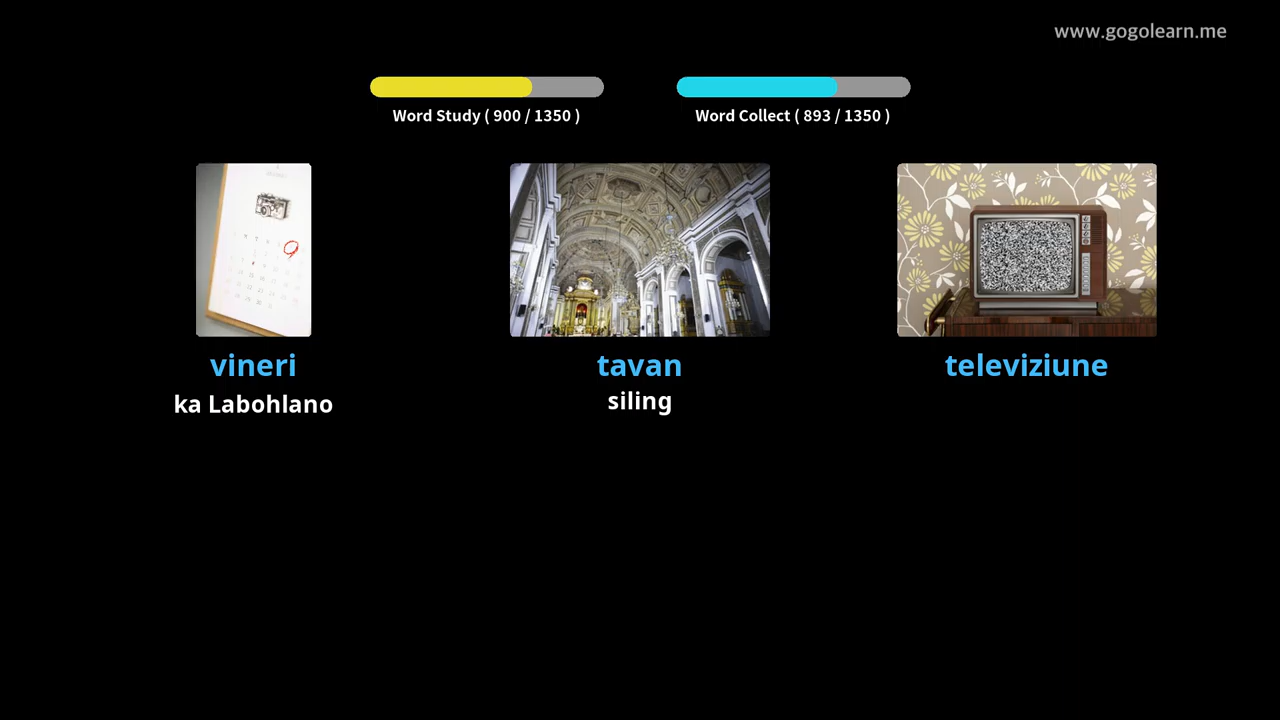 www.gogolearn.me
Word Study ( 900 / 1350 )
Word Collect ( 893 / 1350 )
vineri
tavan
televiziune
ka Labohlano
siling